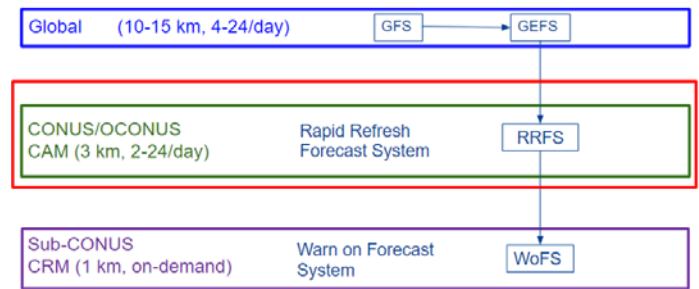 Global (10-15 km, 4-24/day)
GFS
GEFS
CONUS/OCONUS
CAM (3 km, 2-24/day)
Rapid Refresh
Forecast System
RRFS
Sub-CONUS
CRM (1 km, on-demand)
Warn on Forecast
System
WoFS